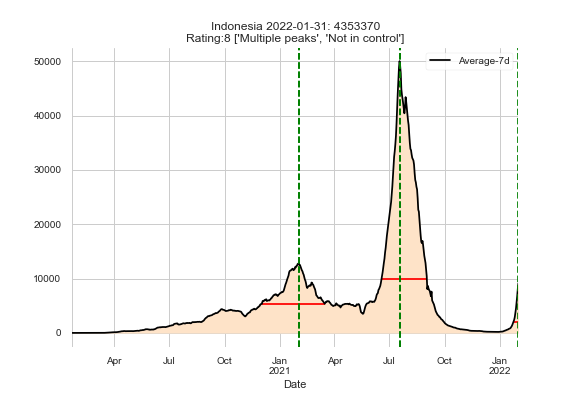 Indonesia 2022-01-31: 4353370
Rating:8 ['Multiple peaks', 'Not in control']
Average-7d
50000
40000
30000
20000
10000
0
Apr Jul Oct Jan Apr Jul Oct Jan
2021 2022
Date